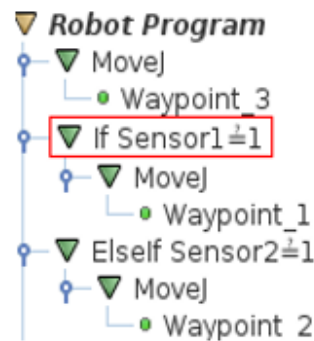 Robot Program
MoveJ
Waypoint_3
If Sensor1≟1
MoveJ
Waypoint_1
ElseIf Sensor2≟1
MoveJ
Waypoint_2